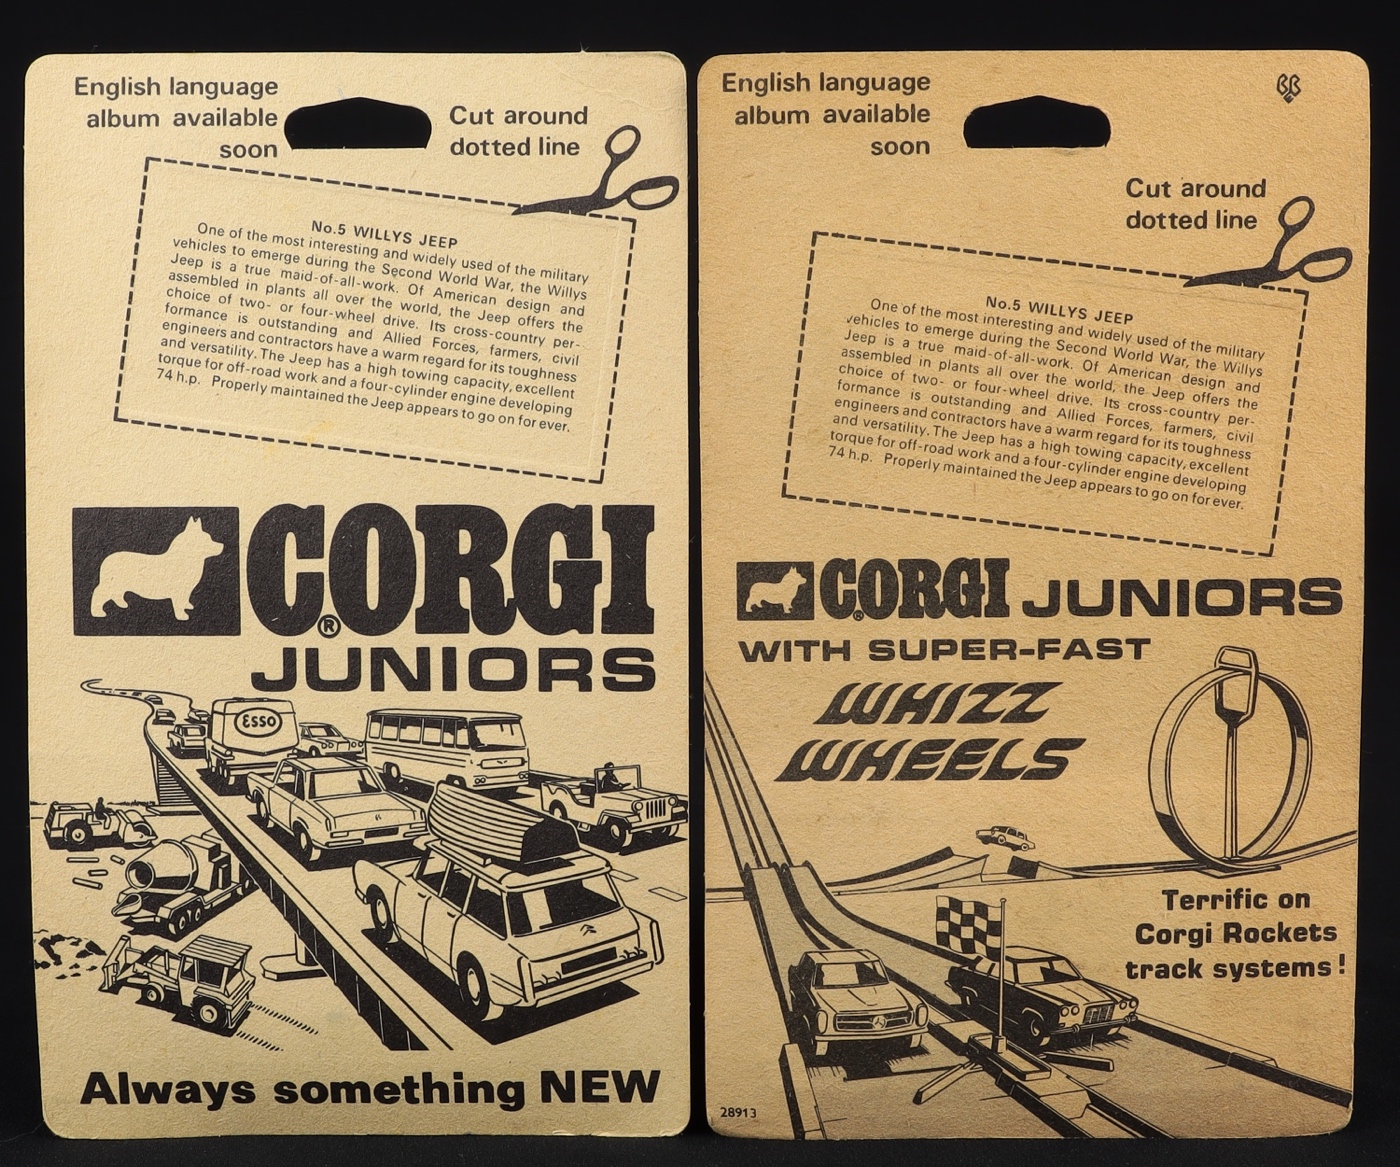 English language
album available
soon
Cut around
dotted line
No.5 WILLYS JEEP
One of the most interesting and widely used of the military
vehicles to emerge during the Second World War, the Willys
Jeep is a true maid-of-all-work. Of American design and
assembled in plants all over the world, the Jeep offers the
choice of two- or four-wheel drive. Its cross-country per-
formance is outstanding and Allied Forces, farmers, civil
engineers and contractors have a warm regard for its toughness
and versatility. The Jeep has a high towing capacity, excellent
torque for off-road work and a four-cylinder engine developing
74 h.p. Properly maintained the Jeep appears to go on for ever.
CORGI
®
JUNIORS
Esso
Always something NEW
English language
album available
soon
Cut around
dotted line
No.5 WILLYS JEEP
One of the most interesting and widely used of the military
vehicles to emerge during the Second World War, the Willys
Jeep is a true maid-of-all-work. Of American design and
assembled in plants all over the world, the Jeep offers the
choice of two- or four-wheel drive. Its cross-country per-
formance is outstanding and Allied Forces, farmers, civil
engineers and contractors have a warm regard for its toughness
and versatility. The Jeep has a high towing capacity, excellent
torque for off-road work and a four-cylinder engine developing
74 h.p. Properly maintained the Jeep appears to go on for ever.
CORGI® JUNIORS
WITH SUPER-FAST
WHIZZ
WHEELS
Terrific on
Corgi Rockets
track systems!
28913